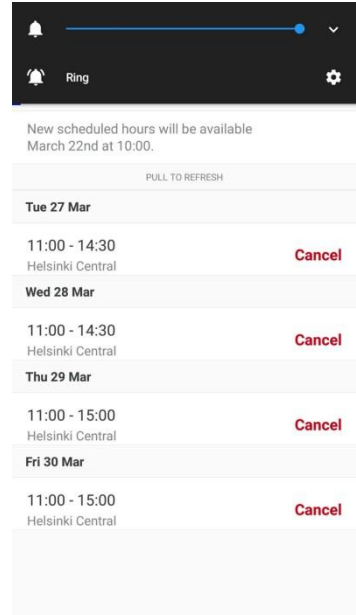 Ring
New scheduled hours will be available
March 22nd at 10:00.
PULL TO REFRESH
Tue 27 Mar
11:00 - 14:30
Cancel
Helsinki Central
Wed 28 Mar
11:00 - 14:30
Cancel
Helsinki Central
Thu 29 Mar
11:00 - 15:00
Cancel
Helsinki Central
Fri 30 Mar
11:00 - 15:00
Cancel
Helsinki Central